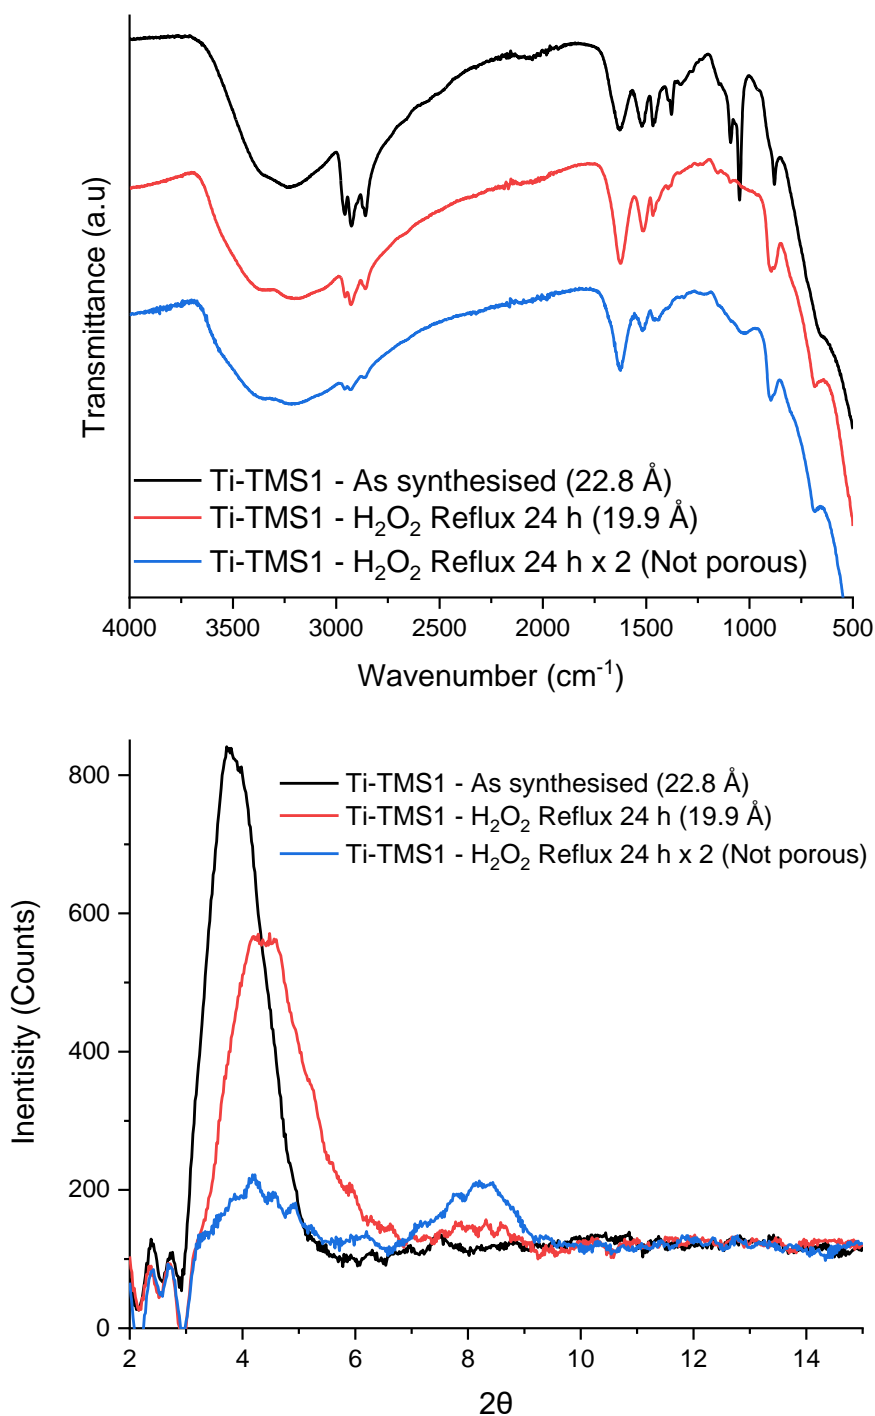 Transmittance (a.u)
Ti-TMS1 - As synthesised (22.8 Å)
Ti-TMS1 - H₂O₂ Reflux 24 h (19.9 Å)
Ti-TMS1 - H₂O₂ Reflux 24 h x 2 (Not porous)
4000 3500 3000 2500 2000 1500 1000 500
Wavenumber (cm⁻¹)
Inentisity (Counts)
800
600
400
200
0
Ti-TMS1 - As synthesised (22.8 Å)
Ti-TMS1 - H₂O₂ Reflux 24 h (19.9 Å)
Ti-TMS1 - H₂O₂ Reflux 24 h x 2 (Not porous)
2 4 6 8 10 12 14
2θ